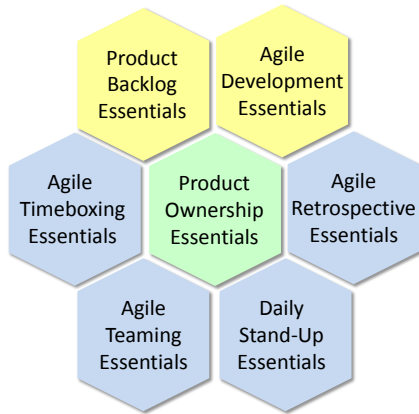 Product
Backlog
Essentials
Agile
Development
Essentials
Agile
Timeboxing
Essentials
Product
Ownership
Essentials
Agile
Retrospective
Essentials
Agile
Teaming
Essentials
Daily
Stand-Up
Essentials